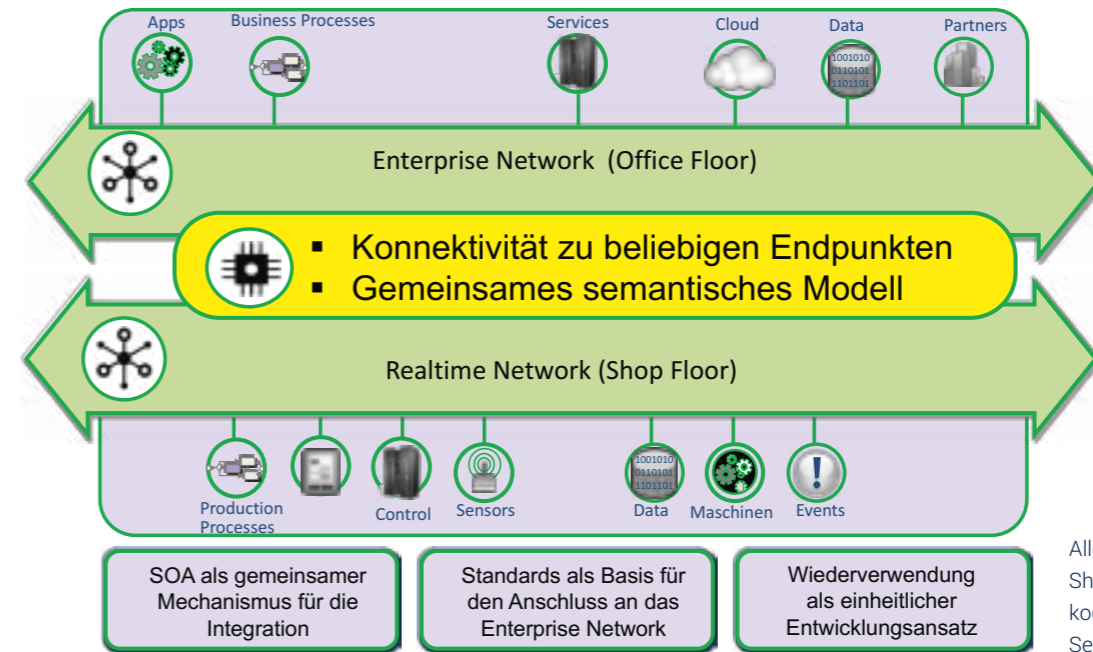 Apps
Business Processes
Services
Cloud
Data
Partners
1001010
0110101
1101101
Enterprise Network (Office Floor)
▪ Konnektivität zu beliebigen Endpunkten
▪ Gemeinsames semantisches Modell
Realtime Network (Shop Floor)
1001010
0110101
1101101
!
Production
Processes
Control
Sensors
Data
Maschinen
Events
SOA als gemeinsamer
Mechanismus für die
Integration
Standards als Basis für
den Anschluss an das
Enterprise Network
Wiederverwendung
als einheitlicher
Entwicklungsansatz
All
Sh
ko
Se